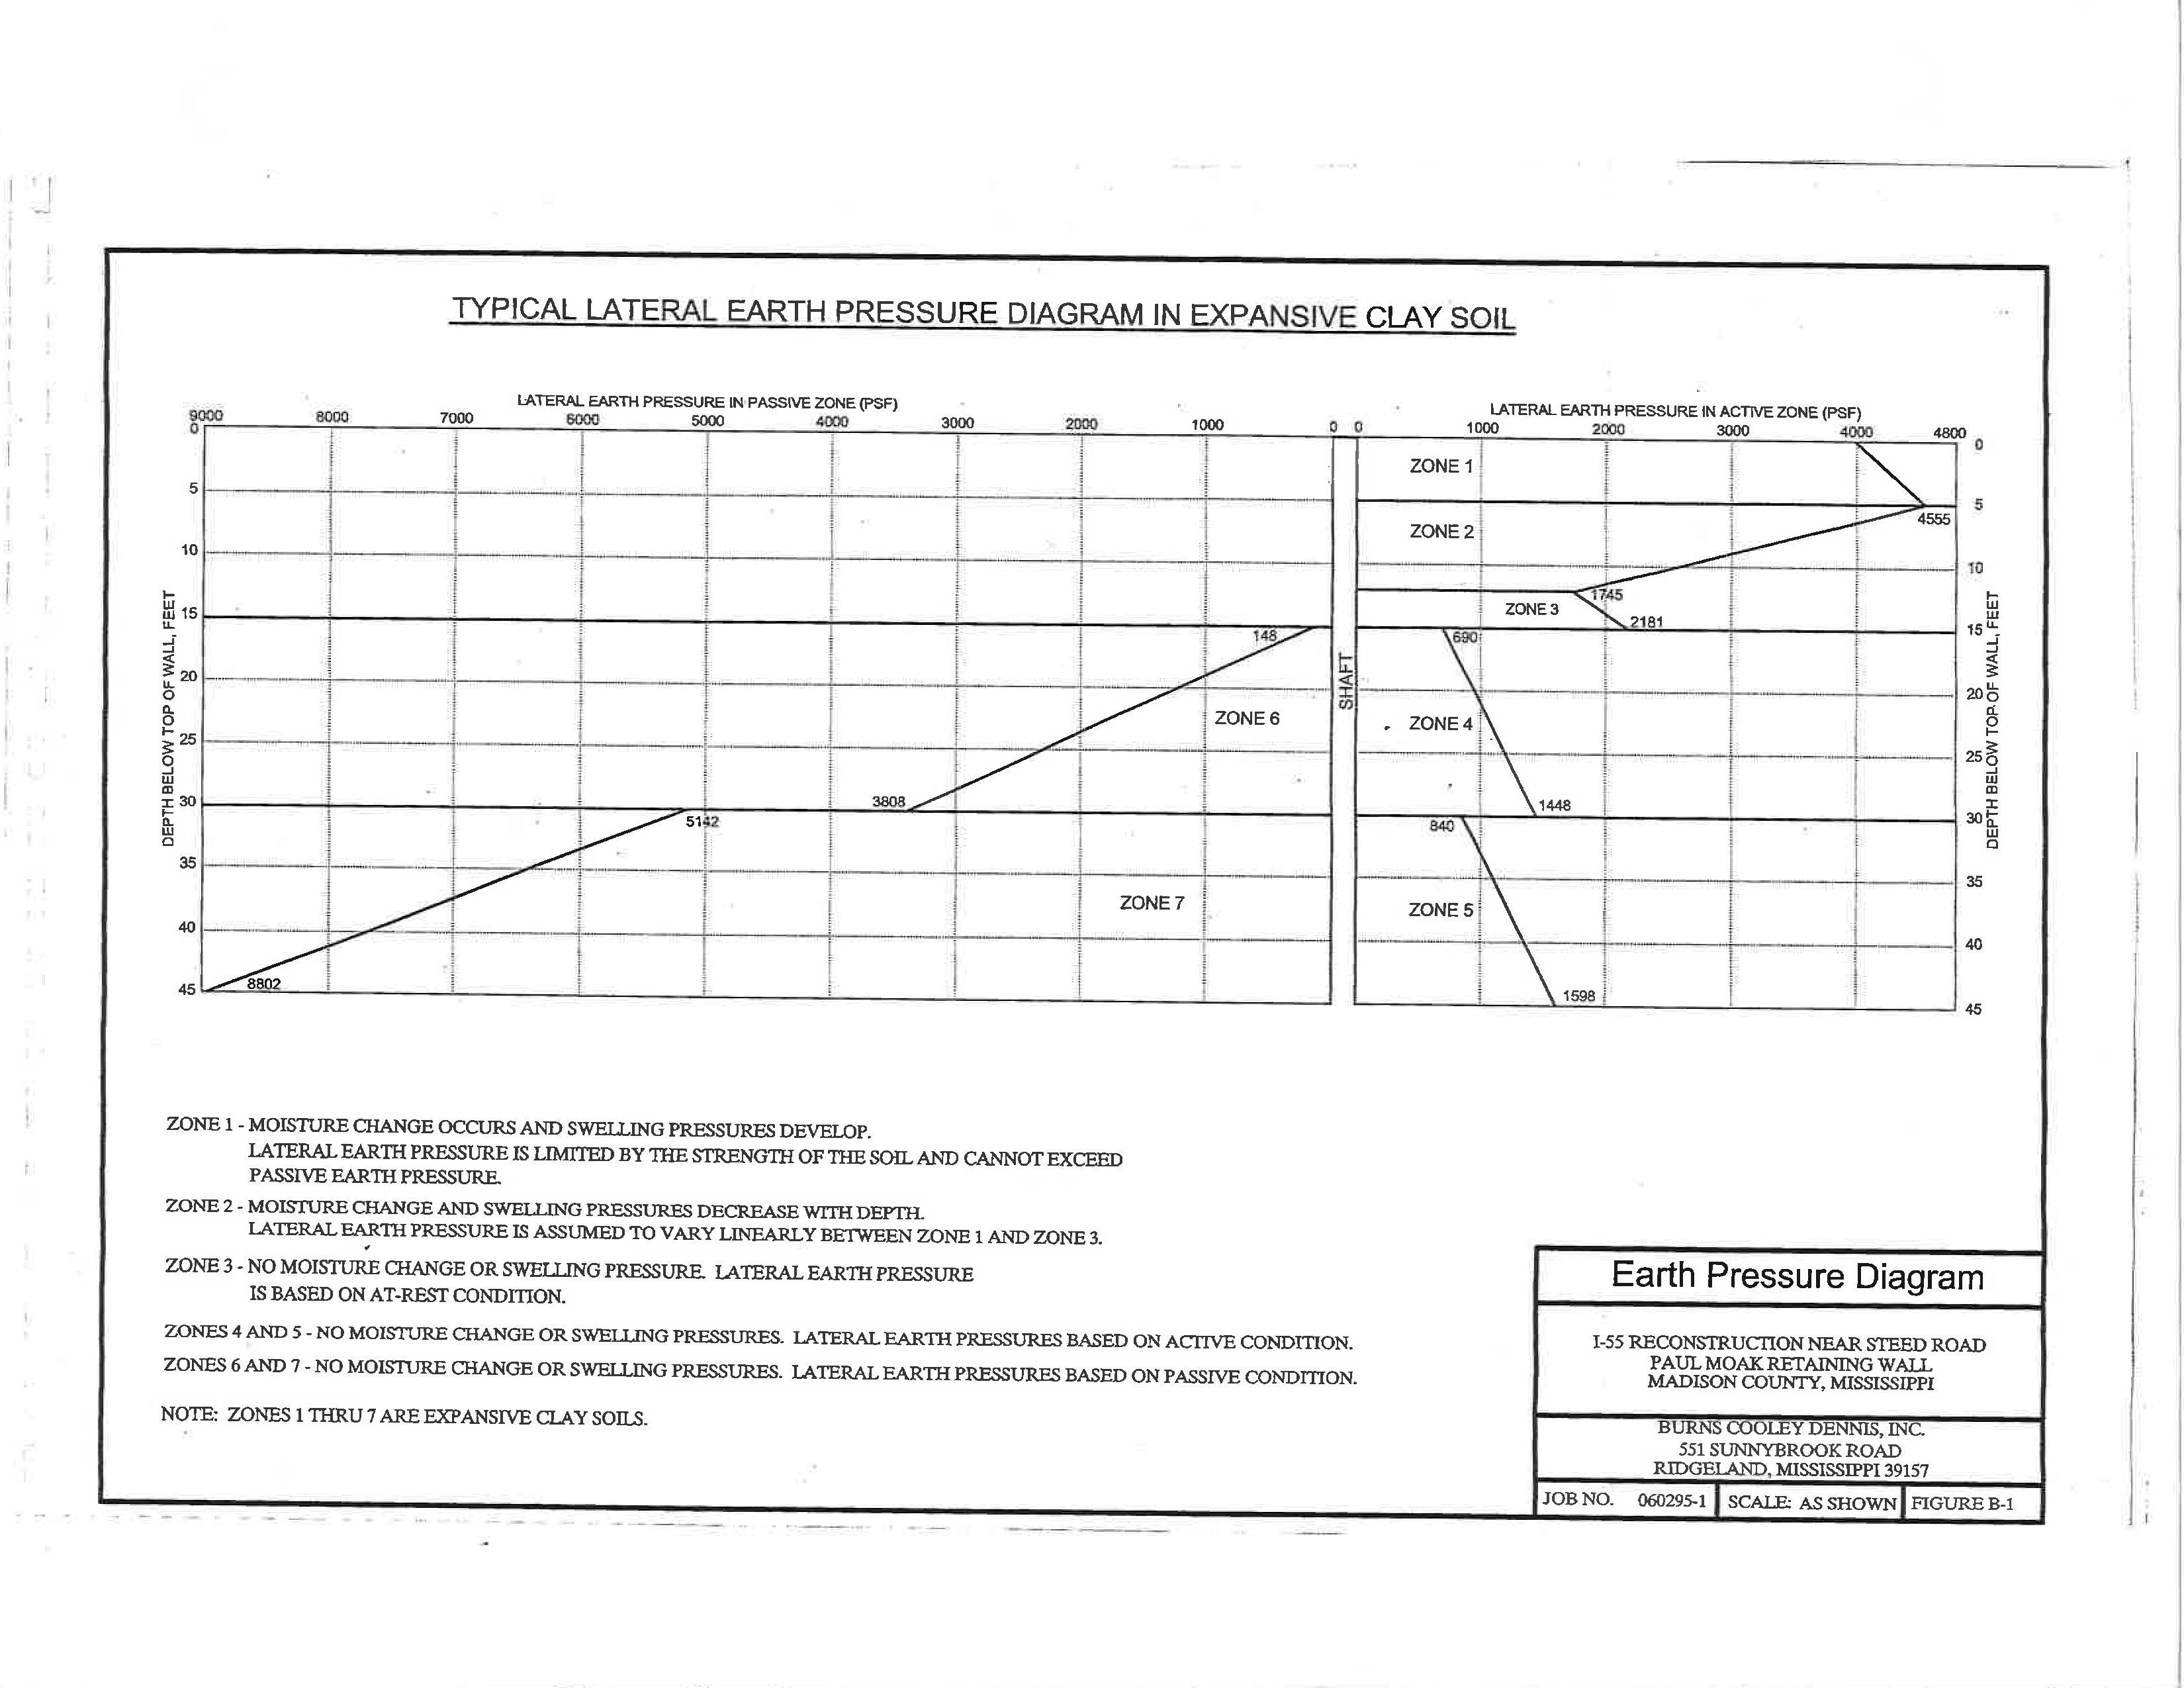 TYPICAL LATERAL EARTH PRESSURE DIAGRAM IN EXPANSIVE CLAY SOIL
LATERAL EARTH PRESSURE IN PASSIVE ZONE (PSF)
9000 8000 7000 6000 5000 4000 3000 2000 1000 0
LATERAL EARTH PRESSURE IN ACTIVE ZONE (PSF)
0 1000 2000 3000 4000 4800
DEPTH BELOW TOP OF WALL, FEET
0
5
10
15
20
25
30
35
40
45
148
ZONE 6
3808
5142
ZONE 7
8802
SHAFT
ZONE 1
4555
ZONE 2
1745
ZONE 3
2181
690
ZONE 4
1448
840
ZONE 5
1598
0
5
10
15
20
25
30
35
40
45
DEPTH BELOW TOP OF WALL, FEET
ZONE 1 - MOISTURE CHANGE OCCURS AND SWELLING PRESSURES DEVELOP.
LATERAL EARTH PRESSURE IS LIMITED BY THE STRENGTH OF THE SOIL AND CANNOT EXCEED
PASSIVE EARTH PRESSURE.
ZONE 2 - MOISTURE CHANGE AND SWELLING PRESSURES DECREASE WITH DEPTH.
LATERAL EARTH PRESSURE IS ASSUMED TO VARY LINEARLY BETWEEN ZONE 1 AND ZONE 3.
ZONE 3 - NO MOISTURE CHANGE OR SWELLING PRESSURE. LATERAL EARTH PRESSURE
IS BASED ON AT-REST CONDITION.
ZONES 4 AND 5 - NO MOISTURE CHANGE OR SWELLING PRESSURES. LATERAL EARTH PRESSURES BASED ON ACTIVE CONDITION.
ZONES 6 AND 7 - NO MOISTURE CHANGE OR SWELLING PRESSURES. LATERAL EARTH PRESSURES BASED ON PASSIVE CONDITION.
NOTE: ZONES 1 THRU 7 ARE EXPANSIVE CLAY SOILS.
Earth Pressure Diagram
I-55 RECONSTRUCTION NEAR STEED ROAD
PAUL MOAK RETAINING WALL
MADISON COUNTY, MISSISSIPPI
BURNS COOLEY DENNIS, INC.
551 SUNNYBROOK ROAD
RIDGELAND, MISSISSIPPI 39157
JOB NO. 060295-1 SCALE: AS SHOWN FIGURE B-1